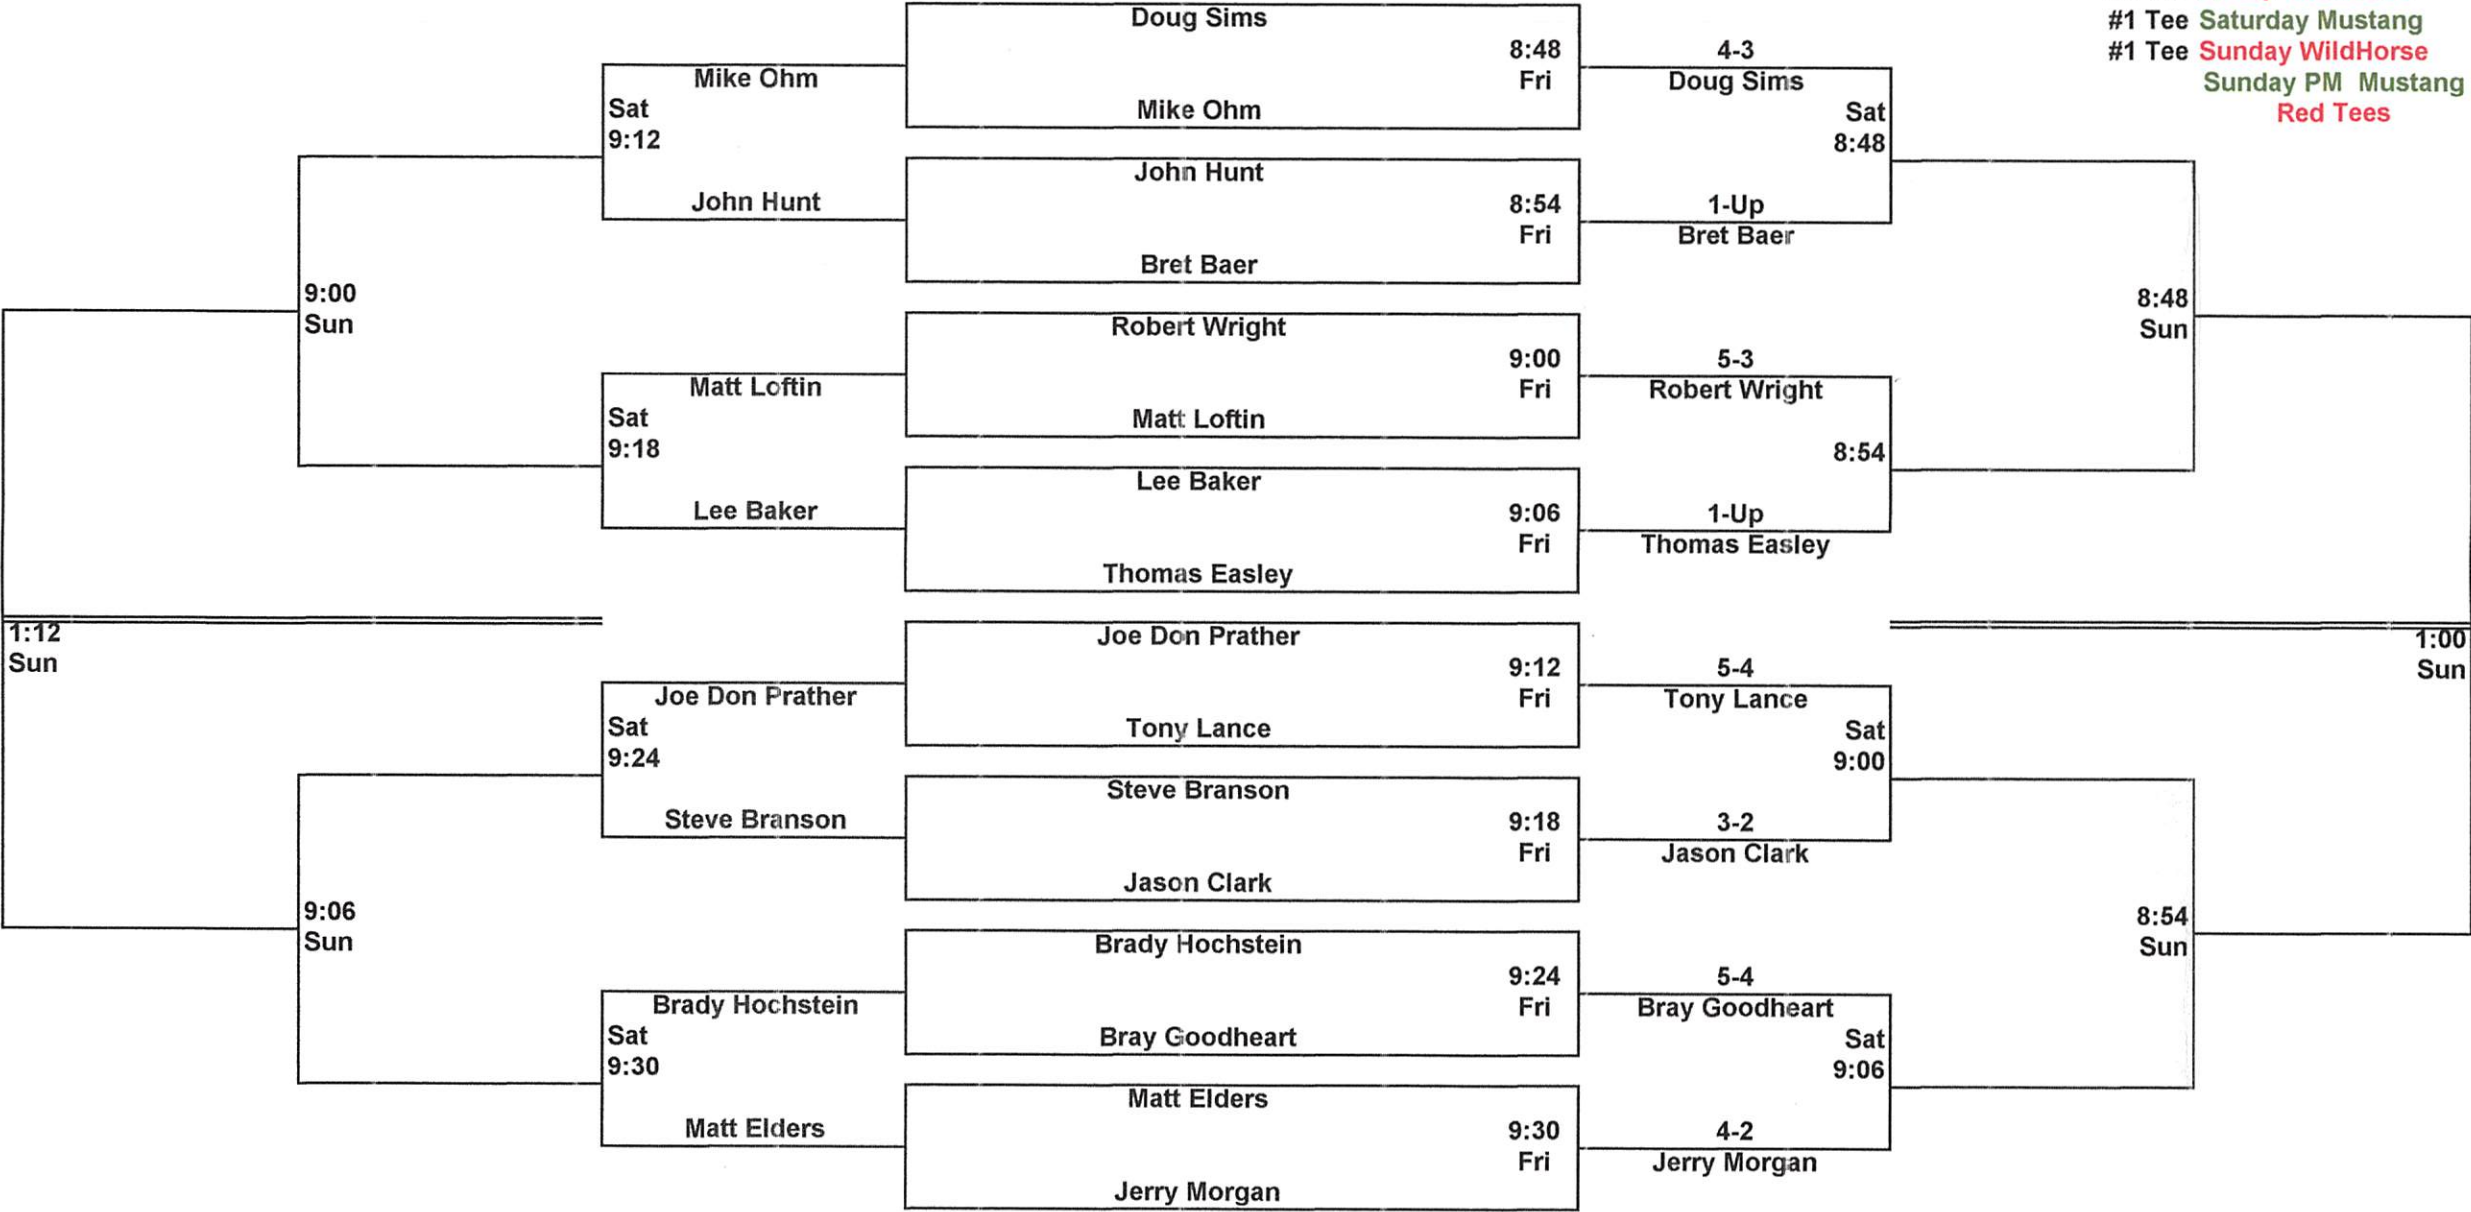 Doug Sims
8:48
Fri
Mike Ohm
John Hunt
8:54
Fri
Bret Baer
Robert Wright
9:00
Fri
Matt Loftin
Lee Baker
9:06
Fri
Thomas Easley
Joe Don Prather
9:12
Fri
Tony Lance
Steve Branson
9:18
Fri
Jason Clark
Brady Hochstein
9:24
Fri
Bray Goodheart
Matt Elders
9:30
Fri
Jerry Morgan
Mike Ohm
Sat
9:12
John Hunt
Matt Loftin
Sat
9:18
Lee Baker
Joe Don Prather
Sat
9:24
Steve Branson
Brady Hochstein
Sat
9:30
Matt Elders
9:00
Sun
9:06
Sun
1:12
Sun
4-3
Doug Sims
Sat
8:48
1-Up
Bret Baer
5-3
Robert Wright
8:54
1-Up
Thomas Easley
5-4
Tony Lance
Sat
9:00
3-2
Jason Clark
5-4
Bray Goodheart
Sat
9:06
4-2
Jerry Morgan
8:48
Sun
8:54
Sun
1:00
Sun
#1 Tee Saturday Mustang
#1 Tee Sunday WildHorse
Sunday PM Mustang
Red Tees